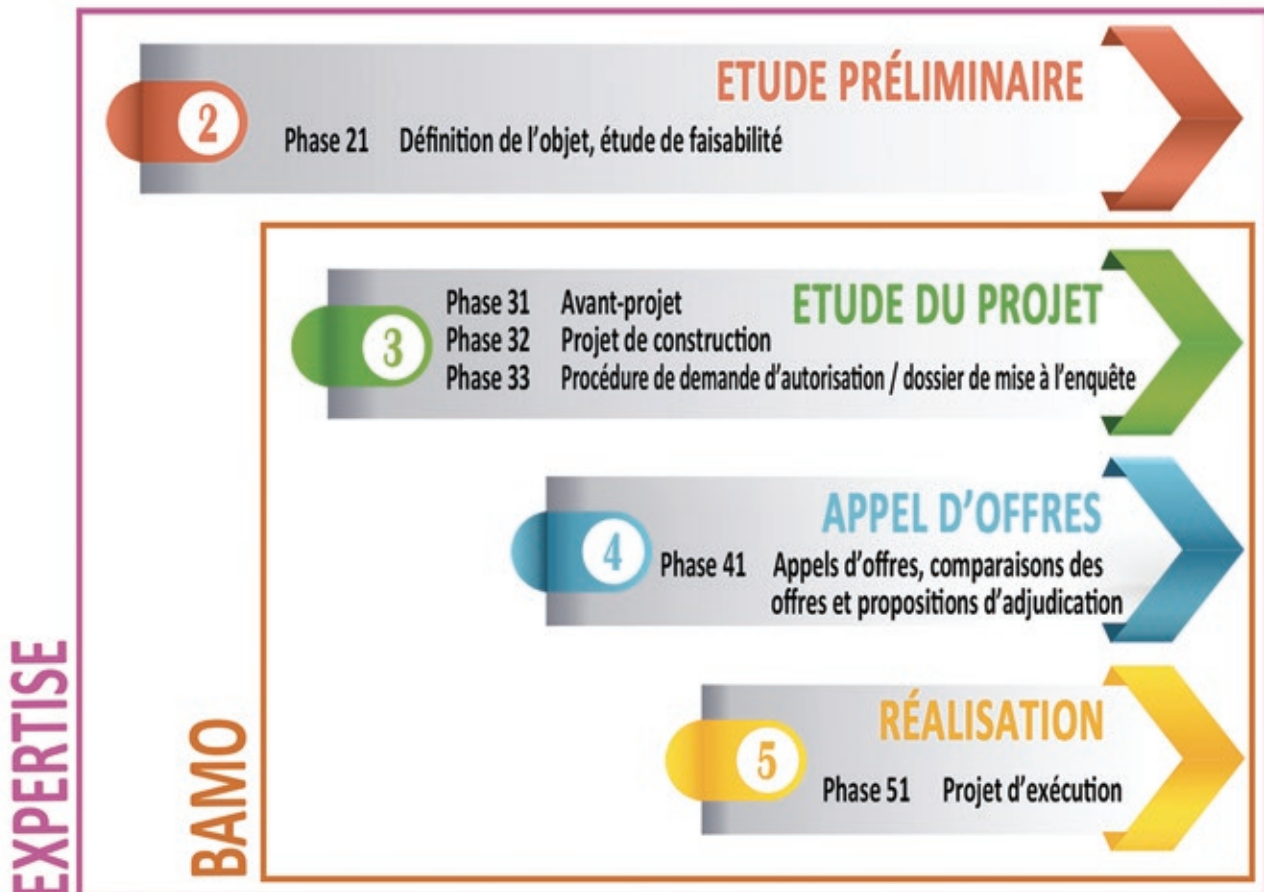 2
ETUDE PRÉLIMINAIRE
Phase 21 Définition de l'objet, étude de faisabilité
3
ETUDE DU PROJET
Phase 31 Avant-projet
Phase 32 Projet de construction
Phase 33 Procédure de demande d'autorisation / dossier de mise à l'enquête
4
APPEL D'OFFRES
Phase 41 Appels d'offres, comparaisons des
offres et propositions d'adjudication
5
RÉALISATION
Phase 51 Projet d'exécution
EXPERTISE
BAMO